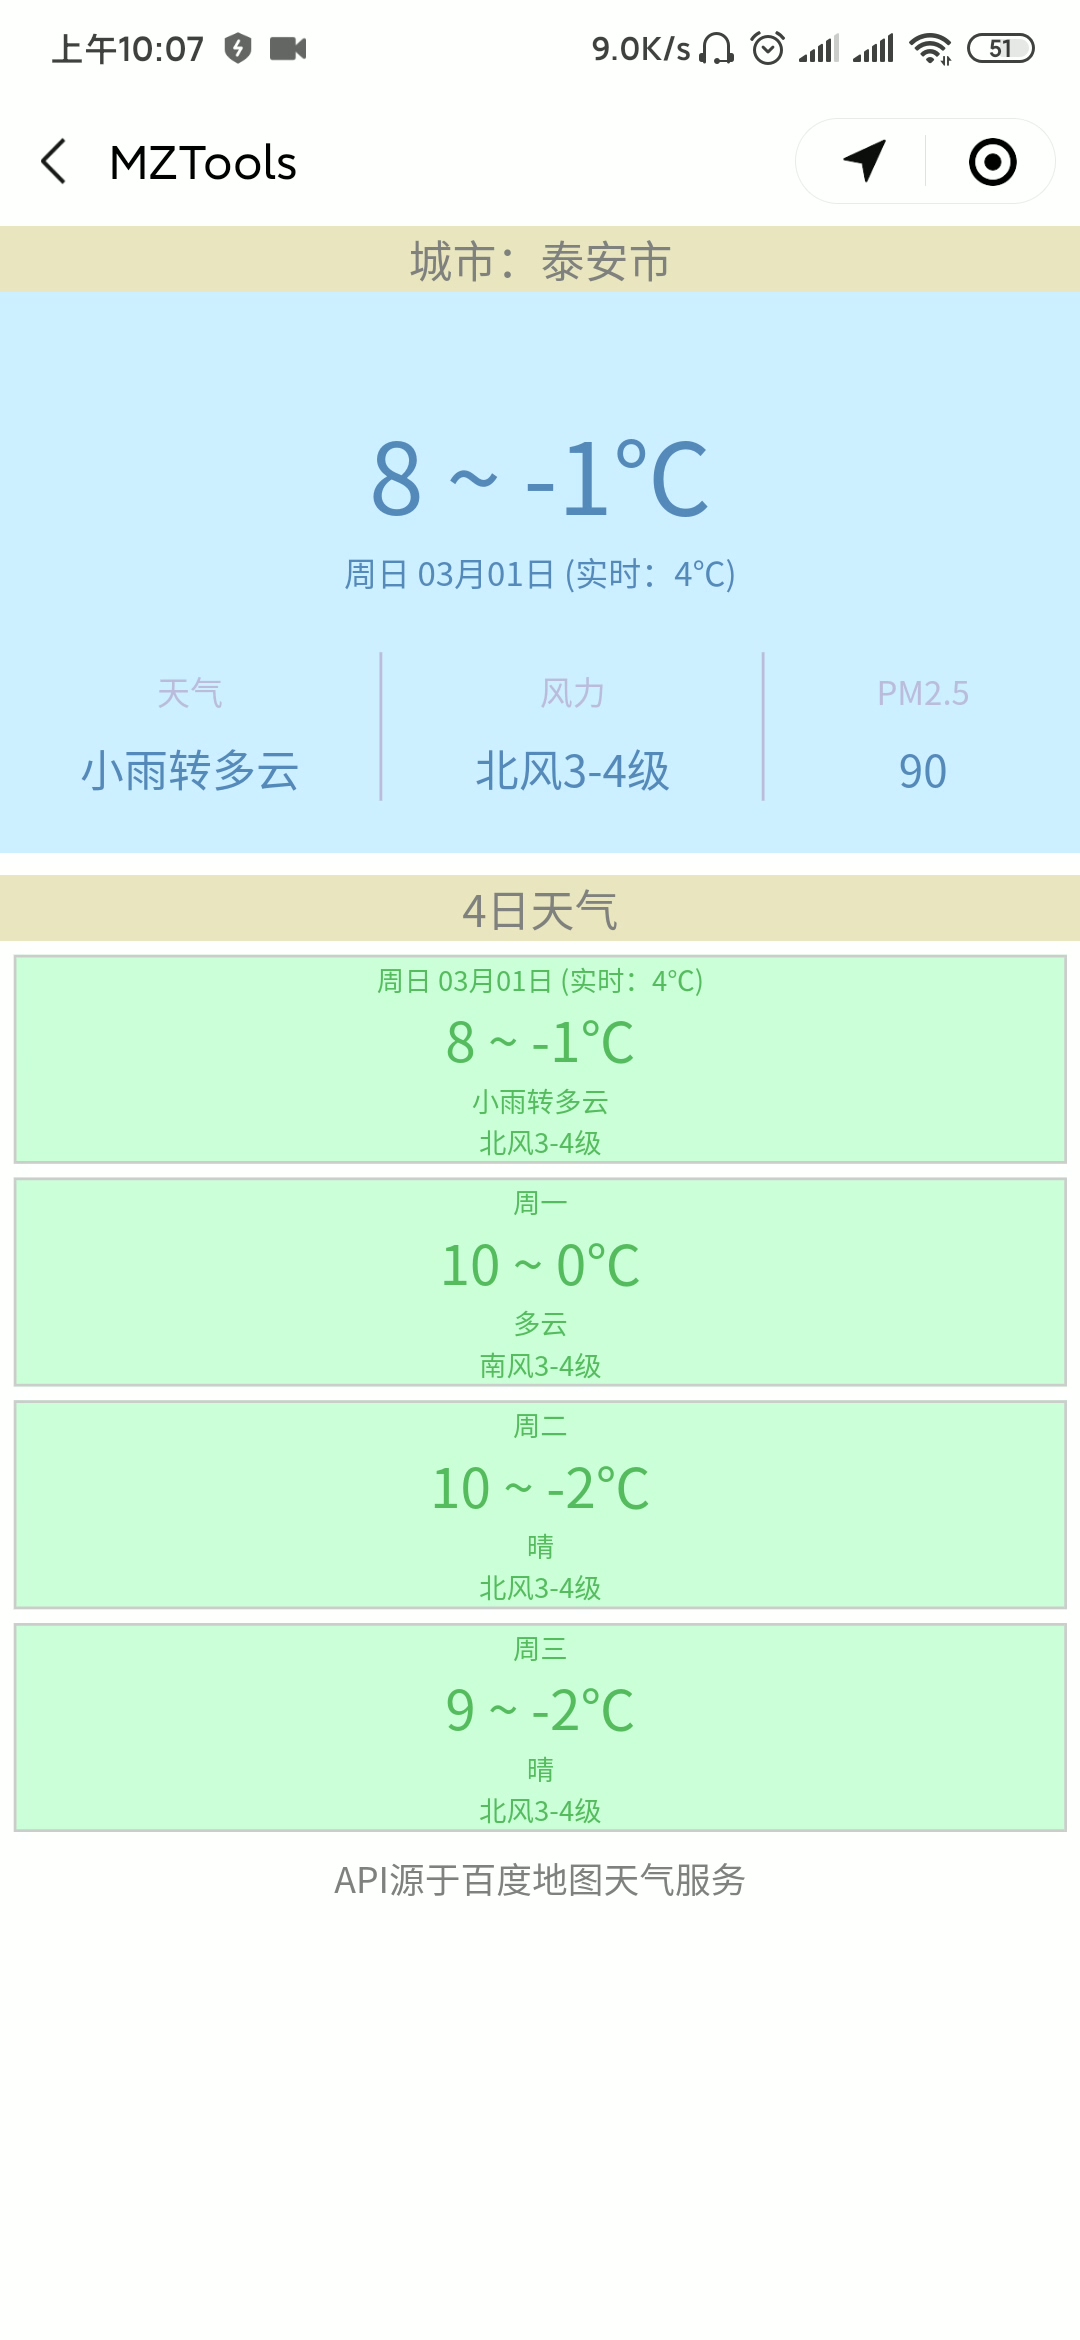 上午10:07 9.0K/s 51
MZTools
城市：泰安市
8 ~ -1℃
周日 03月01日 (实时：4℃)
天气 风力 PM2.5
小雨转多云 北风3-4级 90
4日天气
周日 03月01日 (实时：4℃)
8 ~ -1℃
小雨转多云
北风3-4级
周一
10 ~ 0℃
多云
南风3-4级
周二
10 ~ -2℃
晴
北风3-4级
周三
9 ~ -2℃
晴
北风3-4级
API源于百度地图天气服务